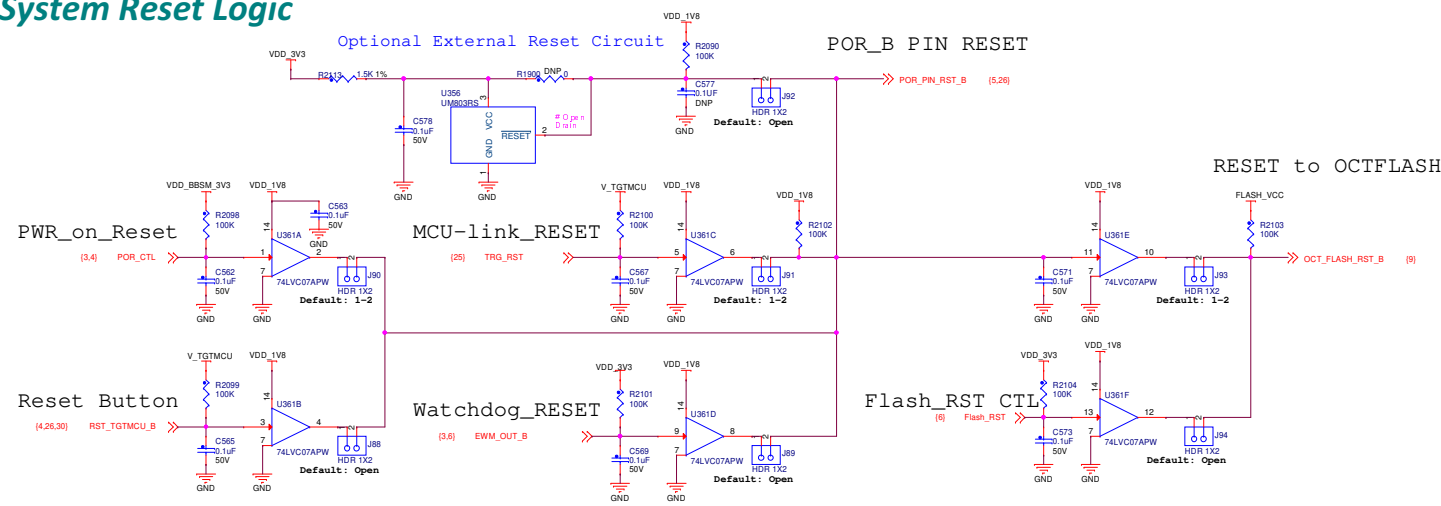 System Reset Logic
Optional External Reset Circuit
VDD_3V3
R2113
1.5K 1%
C578
0.1uF
50V
GND
U356
UM803RS
3
VCC
GND
RESET
2
1
GND
# Open
Drain
R1900
DNP
0
VDD_1V8
R2090
100K
C577
0.1UF
DNP
GND
2
J92
HDR 1X2
Default: Open
POR_B PIN RESET
POR_PIN_RST_B
{5,26}
PWR_on_Reset
{3,4}
POR_CTL
VDD_BBSM_3V3
R2098
100K
C562
0.1uF
50V
GND
VDD_1V8
C563
0.1uF
50V
GND
14
U361A
1
2
7
74LVC07APW
GND
2
J90
HDR 1X2
Default: 1-2
MCU-link_RESET
{25}
TRG_RST
V_TGTMCU
R2100
100K
C567
0.1uF
50V
GND
VDD_1V8
14
U361C
5
6
7
74LVC07APW
GND
VDD_1V8
R2102
100K
2
J91
HDR 1X2
Default: 1-2
C571
0.1uF
50V
GND
VDD_1V8
14
U361E
11
10
7
74LVC07APW
GND
2
J93
HDR 1X2
Default: 1-2
RESET to OCTFLASH
FLASH_VCC
R2103
100K
OCT_FLASH_RST_B
{9}
Reset Button
{4,26,30}
RST_TGTMCU_B
V_TGTMCU
R2099
100K
C565
0.1uF
50V
GND
VDD_1V8
14
U361B
3
4
7
74LVC07APW
GND
2
J88
HDR 1X2
Default: Open
Watchdog_RESET
{3,6}
EWM_OUT_B
VDD_3V3
R2101
100K
C569
0.1uF
50V
GND
VDD_1V8
14
U361D
9
8
7
74LVC07APW
GND
2
J89
HDR 1X2
Default: Open
Flash_RST CTL
{6}
Flash_RST
VDD_3V3
R2104
100K
C573
0.1uF
50V
GND
VDD_1V8
14
U361F
13
12
7
74LVC07APW
GND
2
J94
HDR 1X2
Default: Open